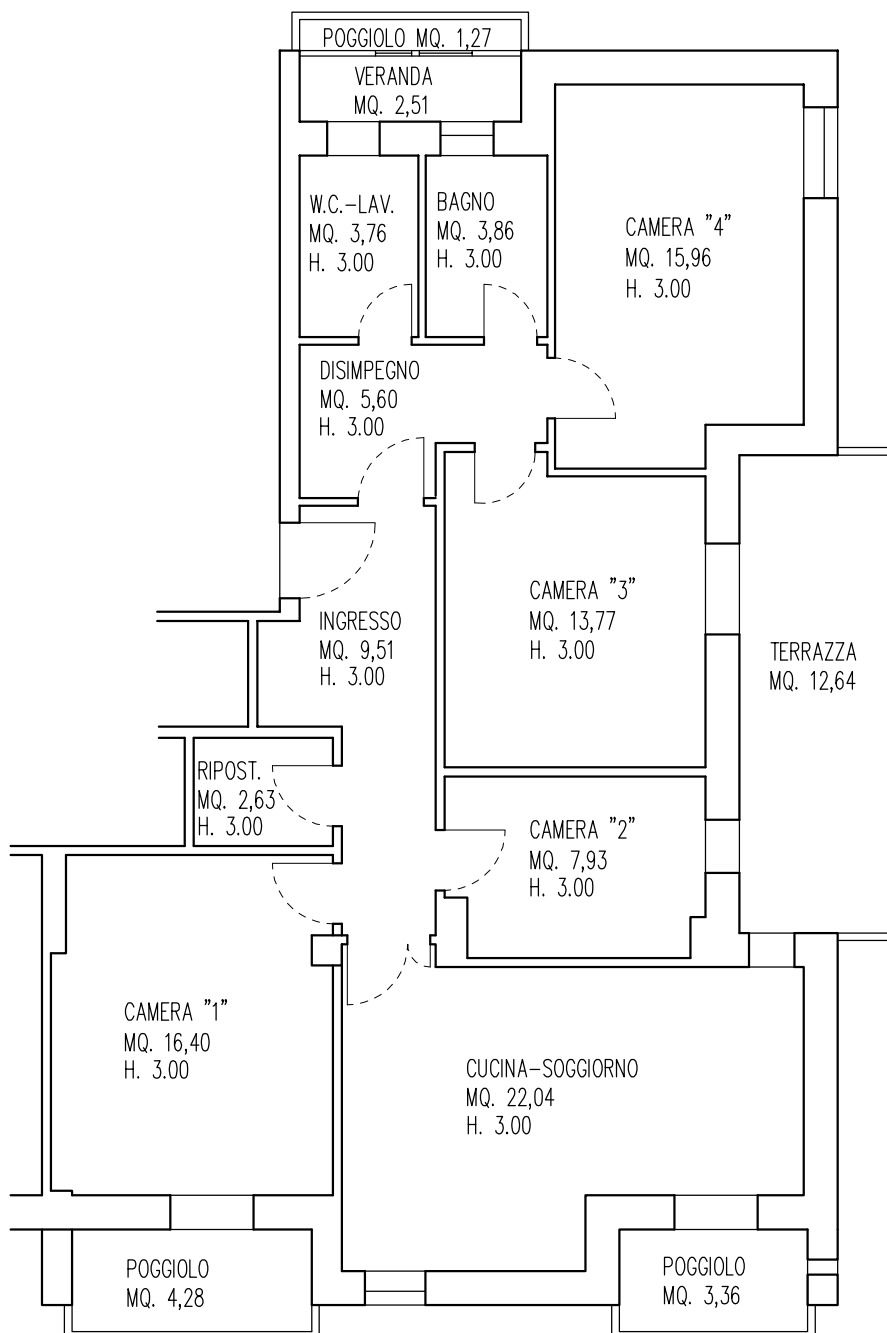 POGGIOLO MQ. 1,27
VERANDA
MQ. 2,51
W.C.-LAV.
MQ. 3,76
H. 3.00
BAGNO
MQ. 3,86
H. 3.00
CAMERA "4"
MQ. 15,96
H. 3.00
DISIMPEGNO
MQ. 5,60
H. 3.00
CAMERA "3"
MQ. 13,77
H. 3.00
INGRESSO
MQ. 9,51
H. 3.00
TERRAZZA
MQ. 12,64
RIPOST.
MQ. 2,63
H. 3.00
CAMERA "2"
MQ. 7,93
H. 3.00
CAMERA "1"
MQ. 16,40
H. 3.00
CUCINA-SOGGIORNO
MQ. 22,04
H. 3.00
POGGIOLO
MQ. 4,28
POGGIOLO
MQ. 3,36